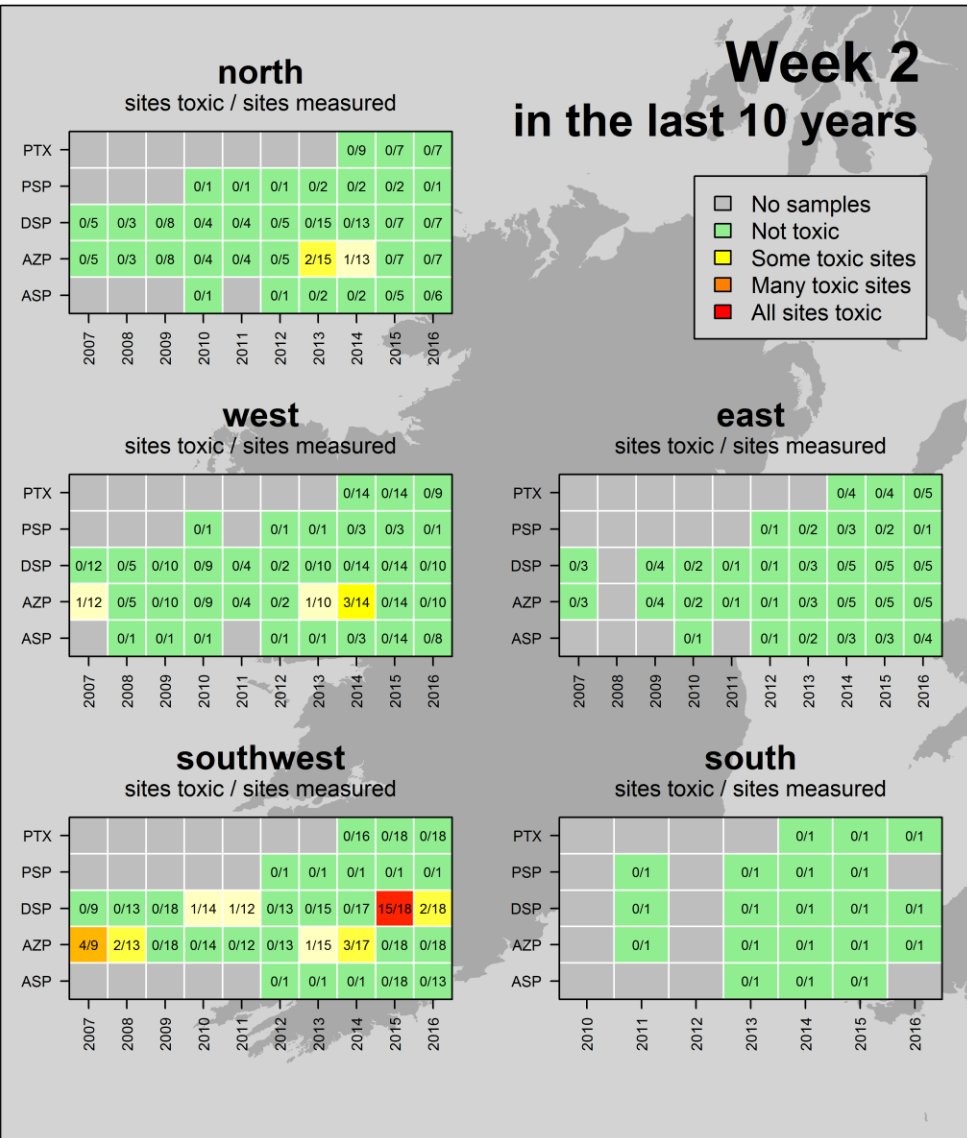 Week 2
in the last 10 years
No samples
Not toxic
Some toxic sites
Many toxic sites
All sites toxic
north
sites toxic / sites measured
PTX 0/9 0/7 0/7
PSP 0/1 0/1 0/1 0/2 0/2 0/2 0/1
DSP 0/5 0/3 0/8 0/4 0/4 0/5 0/15 0/13 0/7 0/7
AZP 0/5 0/3 0/8 0/4 0/4 0/5 2/15 1/13 0/7 0/7
ASP 0/1 0/1 0/2 0/2 0/5 0/6
2007 2008 2009 2010 2011 2012 2013 2014 2015 2016
west
sites toxic / sites measured
PTX 0/14 0/14 0/9
PSP 0/1 0/1 0/1 0/3 0/3 0/1
DSP 0/12 0/5 0/10 0/9 0/4 0/2 0/10 0/14 0/14 0/10
AZP 1/12 0/5 0/10 0/9 0/4 0/2 1/10 3/14 0/14 0/10
ASP 0/1 0/1 0/1 0/1 0/1 0/3 0/14 0/8
2007 2008 2009 2010 2011 2012 2013 2014 2015 2016
east
sites toxic / sites measured
PTX 0/4 0/4 0/5
PSP 0/1 0/2 0/3 0/2 0/1
DSP 0/3 0/4 0/2 0/1 0/1 0/3 0/5 0/5 0/5
AZP 0/3 0/4 0/2 0/1 0/1 0/3 0/5 0/5 0/5
ASP 0/1 0/1 0/2 0/3 0/3 0/4
2007 2008 2009 2010 2011 2012 2013 2014 2015 2016
southwest
sites toxic / sites measured
PTX 0/16 0/18 0/18
PSP 0/1 0/1 0/1 0/1 0/1
DSP 0/9 0/13 0/18 1/14 1/12 0/13 0/15 0/17 15/18 2/18
AZP 4/9 2/13 0/18 0/14 0/12 0/13 1/15 3/17 0/18 0/18
ASP 0/1 0/1 0/1 0/18 0/13
2007 2008 2009 2010 2011 2012 2013 2014 2015 2016
south
sites toxic / sites measured
PTX 0/1 0/1 0/1
PSP 0/1 0/1 0/1 0/1
DSP 0/1 0/1 0/1 0/1 0/1
AZP 0/1 0/1 0/1 0/1 0/1
ASP 0/1 0/1 0/1
2010 2011 2012 2013 2014 2015 2016